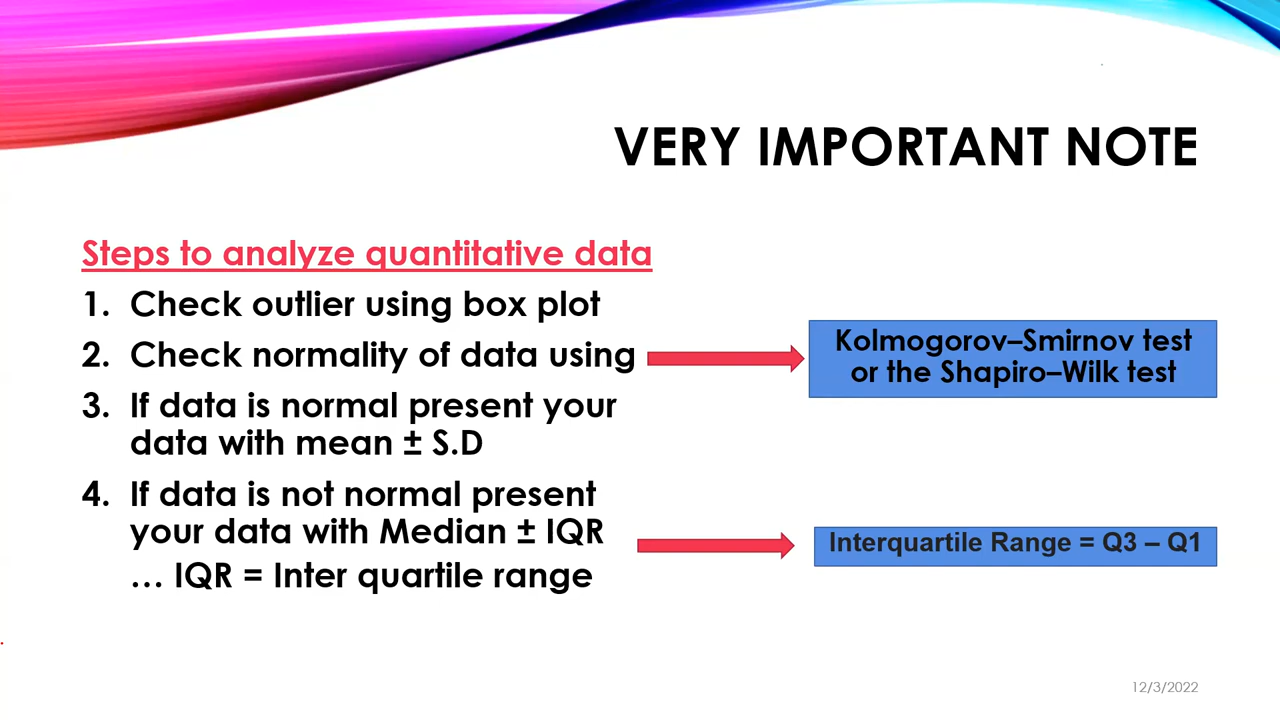 VERY IMPORTANT NOTE
Steps to analyze quantitative data
1. Check outlier using box plot
2. Check normality of data using
Kolmogorov–Smirnov test
or the Shapiro–Wilk test
3. If data is normal present your
data with mean ± S.D
4. If data is not normal present
your data with Median ± IQR
… IQR = Inter quartile range
Interquartile Range = Q3 – Q1
12/3/2022